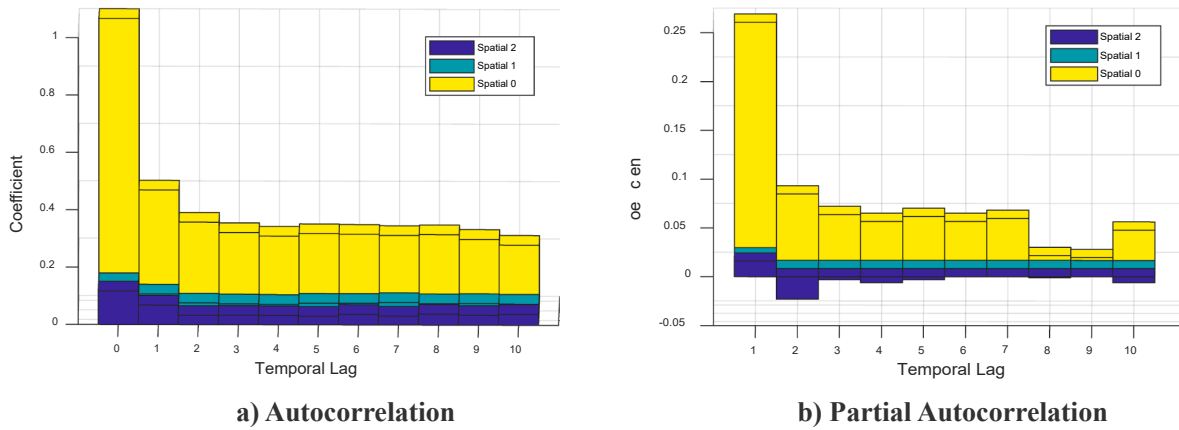 Coefficient
1
0.8
0.6
0.4
0.2
0
0
1
2
3
4
5
6
7
8
9
10
Temporal Lag
Spatial 2
Spatial 1
Spatial 0
a) Autocorrelation
oe c en
0.25
0.2
0.15
0.1
0.05
0
-0.05
1
2
3
4
5
6
7
8
9
10
Temporal Lag
Spatial 2
Spatial 1
Spatial 0
b) Partial Autocorrelation